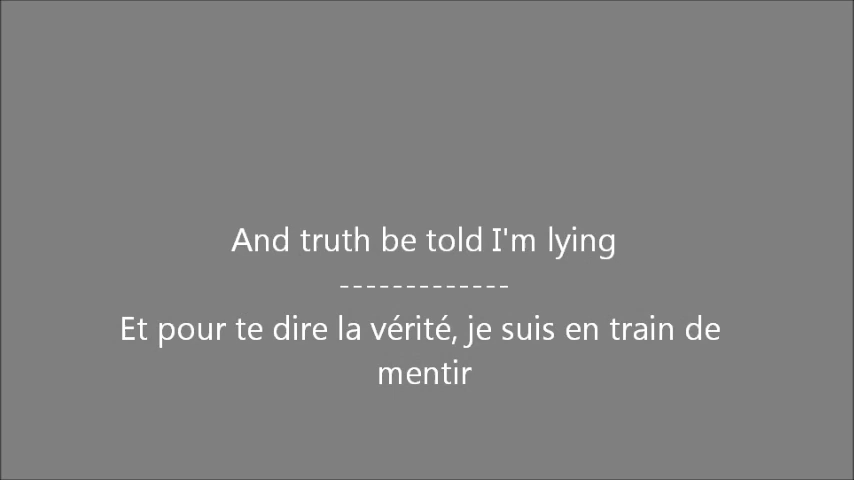 And truth be told I'm lying
-------------
Et pour te dire la vérité, je suis en train de
mentir